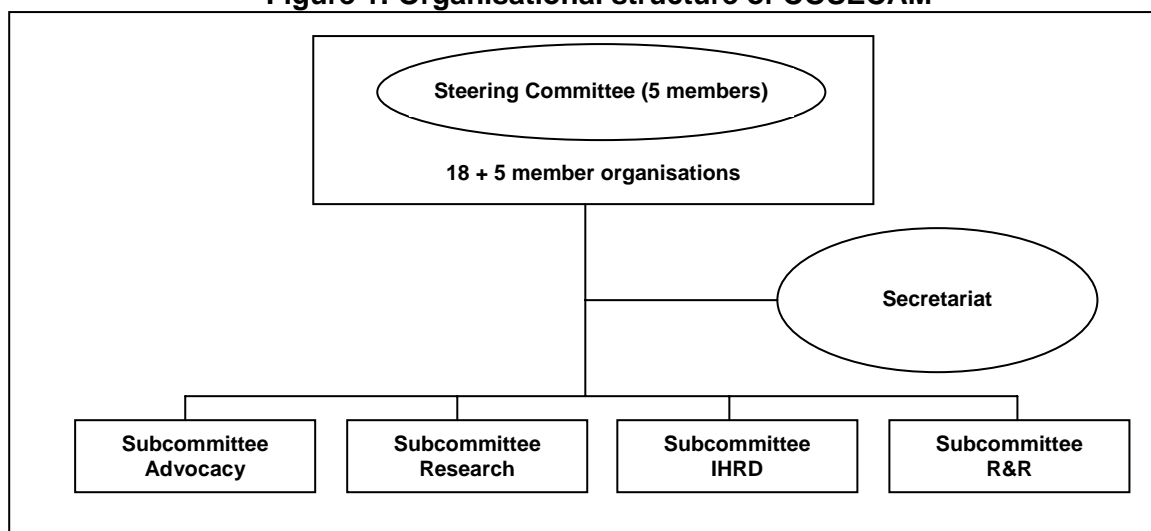 Figure 1: Organisational structure of COSECAM
Steering Committee (5 members)
18 + 5 member organisations
Secretariat
Subcommittee
Advocacy
Subcommittee
Research
Subcommittee
IHRD
Subcommittee
R&R